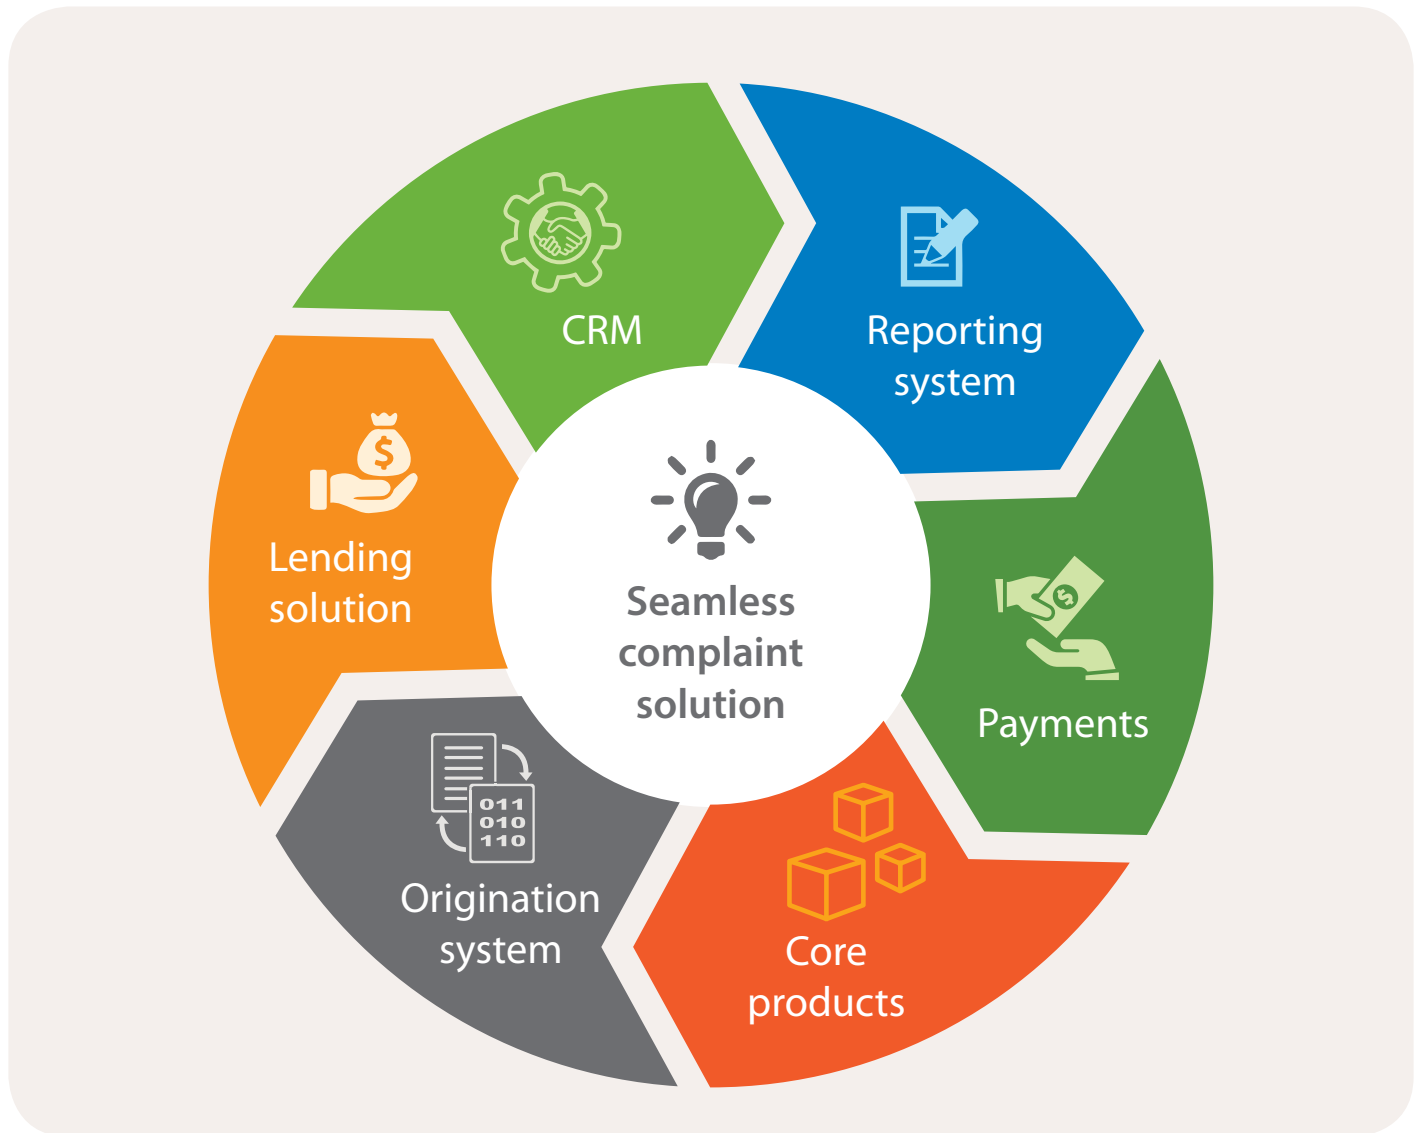 CRM
Reporting
system
Lending
solution
$
Seamless
complaint
solution
$
Payments
011
010
110
Origination
system
Core
products